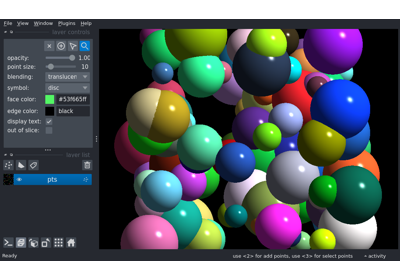 File View Window Plugins Help
layer controls
opacity: 1.00
point size: 10
blending: translucen
symbol: disc
face color: #53f665ff
edge color: black
display text:
out of slice:
layer list
pts
use <2> for add points, use <3> for select points activity